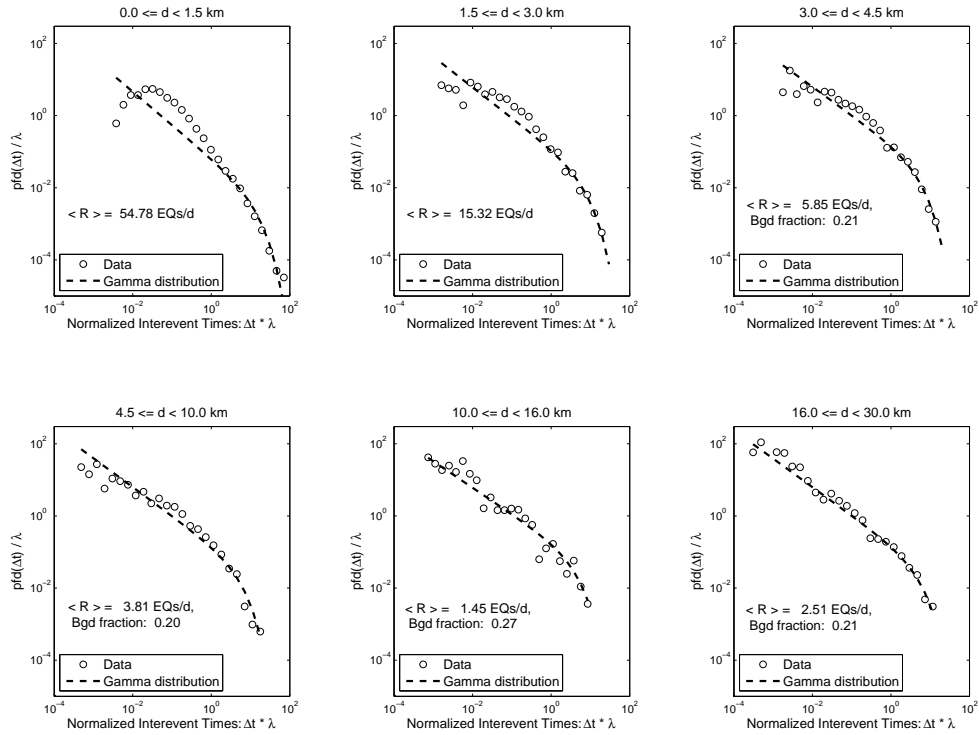 0.0 <= d < 1.5 km
10^2
10^0
10^−2
10^−4
pfd(Δt) / λ
< R > = 54.78 EQs/d
Data
Gamma distribution
10^−4 10^−2 10^0 10^2
Normalized Interevent Times: Δt * λ
1.5 <= d < 3.0 km
10^2
10^0
10^−2
10^−4
pfd(Δt) / λ
< R > = 15.32 EQs/d
Data
Gamma distribution
10^−4 10^−2 10^0 10^2
Normalized Interevent Times: Δt * λ
3.0 <= d < 4.5 km
10^2
10^0
10^−2
10^−4
pfd(Δt) / λ
< R > = 5.85 EQs/d,
Bgd fraction: 0.21
Data
Gamma distribution
10^−4 10^−2 10^0 10^2
Normalized Interevent Times: Δt * λ
4.5 <= d < 10.0 km
10^2
10^0
10^−2
10^−4
pfd(Δt) / λ
< R > = 3.81 EQs/d,
Bgd fraction: 0.20
Data
Gamma distribution
10^−4 10^−2 10^0 10^2
Normalized Interevent Times: Δt * λ
10.0 <= d < 16.0 km
10^2
10^0
10^−2
10^−4
pfd(Δt) / λ
< R > = 1.45 EQs/d,
Bgd fraction: 0.27
Data
Gamma distribution
10^−4 10^−2 10^0 10^2
Normalized Interevent Times: Δt * λ
16.0 <= d < 30.0 km
10^2
10^0
10^−2
10^−4
pfd(Δt) / λ
< R > = 2.51 EQs/d,
Bgd fraction: 0.21
Data
Gamma distribution
10^−4 10^−2 10^0 10^2
Normalized Interevent Times: Δt * λ